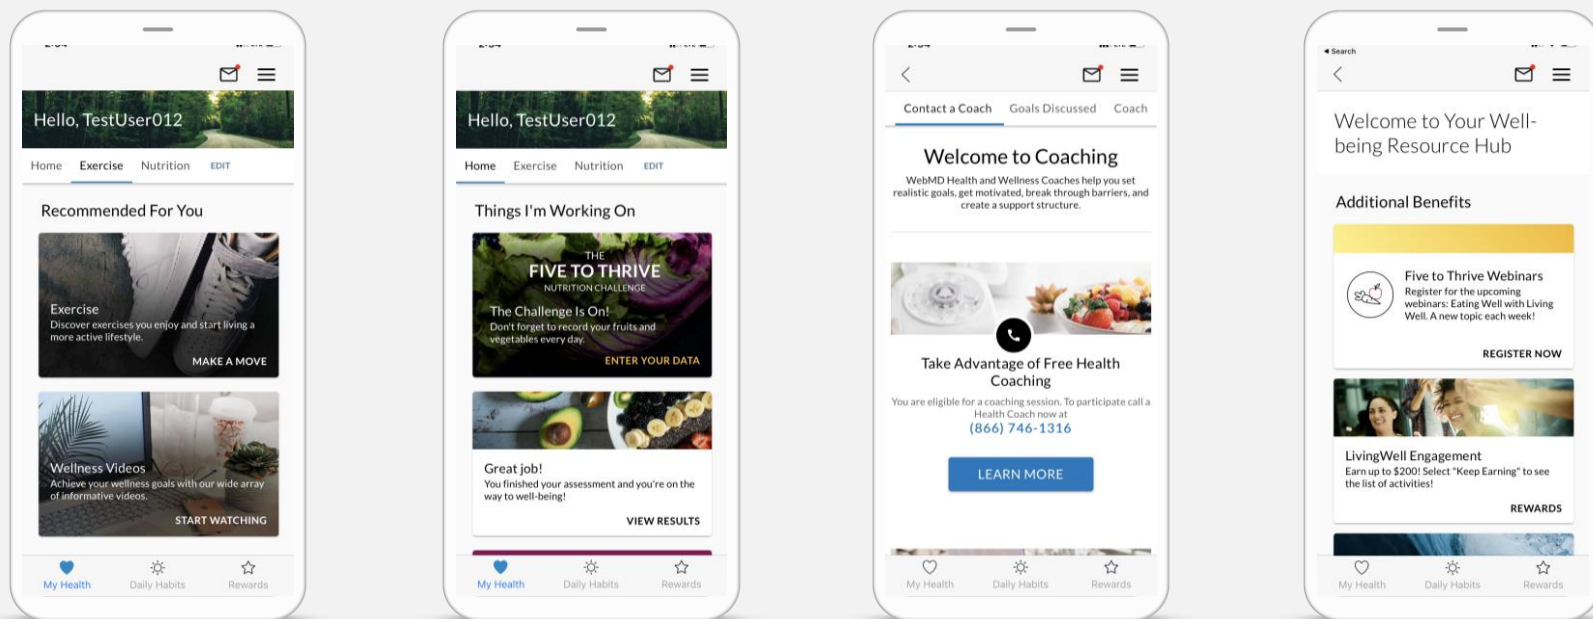 Hello, TestUser012
Home Exercise Nutrition EDIT
Recommended For You
Exercise
Discover exercises you enjoy and start living a
more active lifestyle.
MAKE A MOVE
Wellness Videos
Achieve your wellness goals with our wide array
of informative videos.
START WATCHING
My Health Daily Habits Rewards
Hello, TestUser012
Home Exercise Nutrition EDIT
Things I'm Working On
THE
FIVE TO THRIVE
NUTRITION CHALLENGE
The Challenge Is On!
Don't forget to record your fruits and
vegetables every day.
ENTER YOUR DATA
Great job!
You finished your assessment and you're on the
way to well-being!
VIEW RESULTS
My Health Daily Habits Rewards
Contact a Coach Goals Discussed Coach
Welcome to Coaching
WebMD Health and Wellness Coaches help you set
realistic goals, get motivated, break through barriers, and
create a support structure.
Take Advantage of Free Health
Coaching
You are eligible for a coaching session. To participate call a
Health Coach now at
(866) 746-1316
LEARN MORE
My Health Daily Habits Rewards
Search
Welcome to Your Well-
being Resource Hub
Additional Benefits
Five to Thrive Webinars
Register for the upcoming
webinars: Eating Well with Living
Well. A new topic each week!
REGISTER NOW
LivingWell Engagement
Earn up to $200! Select "Keep Earning" to see
the list of activities!
REWARDS
My Health Daily Habits Rewards